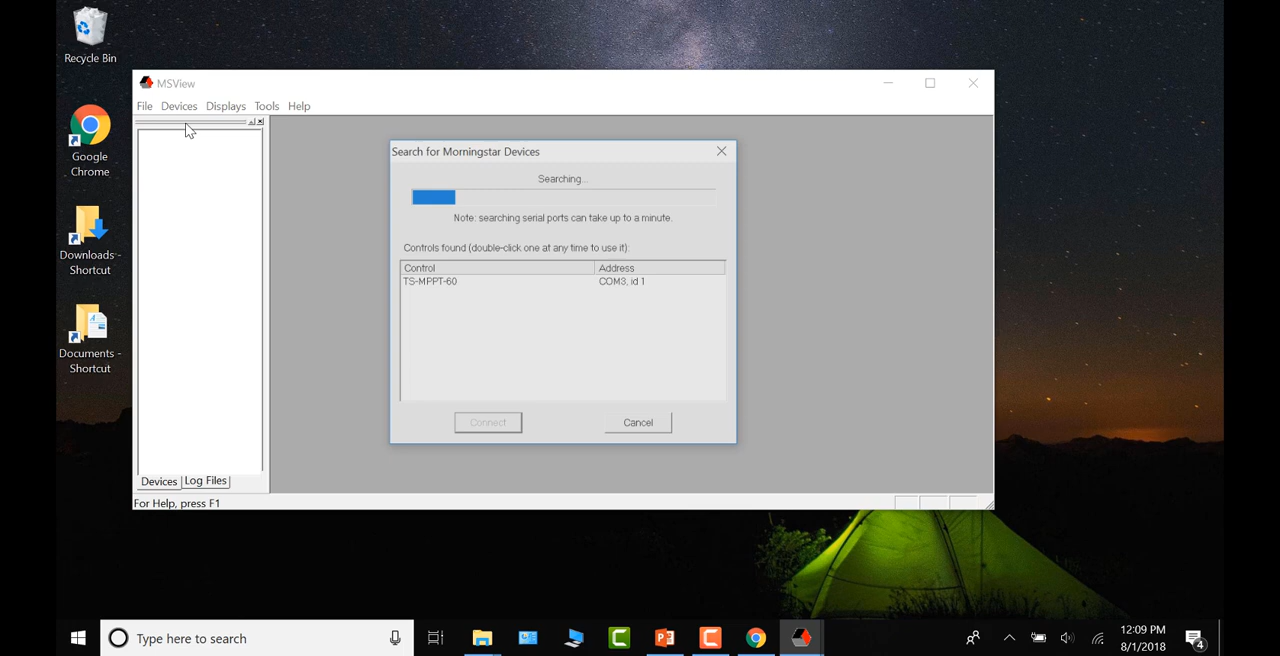 Recycle Bin
Google
Chrome
Downloads -
Shortcut
Documents -
Shortcut
MSView
File Devices Displays Tools Help
Search for Morningstar Devices
Searching...
Note: searching serial ports can take up to a minute.
Controls found (double-click one at any time to use it):
Control Address
TS-MPPT-60 COM3, id 1
Connect Cancel
Devices Log Files
For Help, press F1
Type here to search
12:09 PM
8/1/2018
4